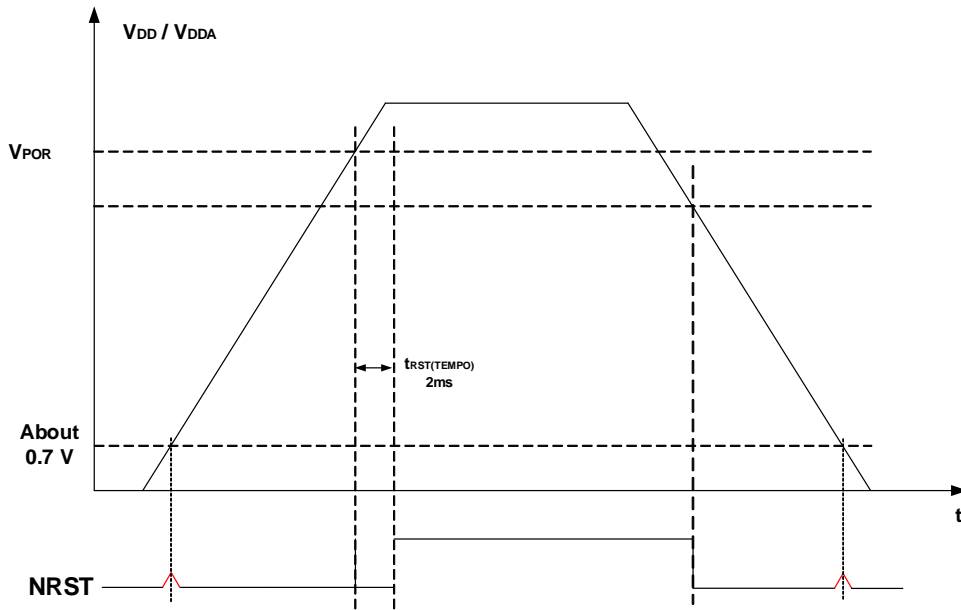 VDD / VDDA
VPOR
tRST(TEMPO)
2ms
About
0.7 V
t
NRST